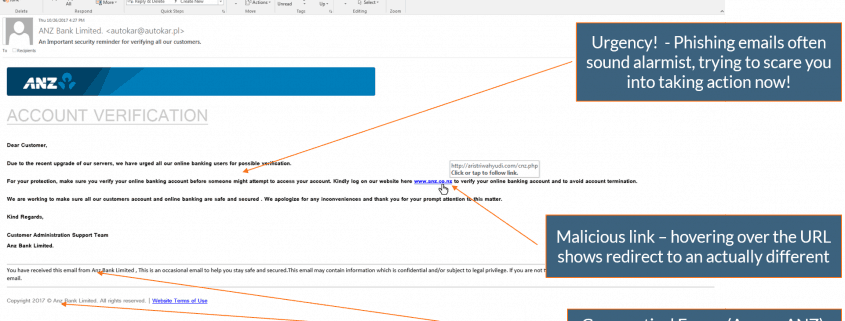 All More My Reply & Delete Create New Actions Unread Up Select
Delete Respond Quick Steps Move Tags Editing Zoom
Thu 10/26/2017 4:27 PM
ANZ Bank Limited. <autokar@autokar.pl>
An Important security reminder for verifying all our customers.
To Recipients
Urgency! - Phishing emails often
sound alarmist, trying to scare you
into taking action now!
ANZ
ACCOUNT VERIFICATION
Dear Customer,
Due to the recent upgrade of our servers, we have urged all our online banking users for possible verification.
http://aristriwahyudi.com/cnz.php
Click or tap to follow link.
For your protection, make sure you verify your online banking account before someone might attempt to access your account. Kindly log on our website here www.anz.co.nz to verify your online banking account and to avoid account termination.
We are working to make sure all our customers account and online banking are safe and secured . We apologize for any inconveniences and thank you for your prompt attention to this matter.
Kind Regards,
Customer Administration Support Team
Anz Bank Limited.
Malicious link – hovering over the URL
shows redirect to an actually different
You have received this email from Anz Bank Limited , This is an occasional email to help you stay safe and secured.This email may contain information which is confidential and/or subject to legal privilege. If you are not
email.
Copyright 2017 © Anz Bank Limited. All rights reserved. | Website Terms of Use